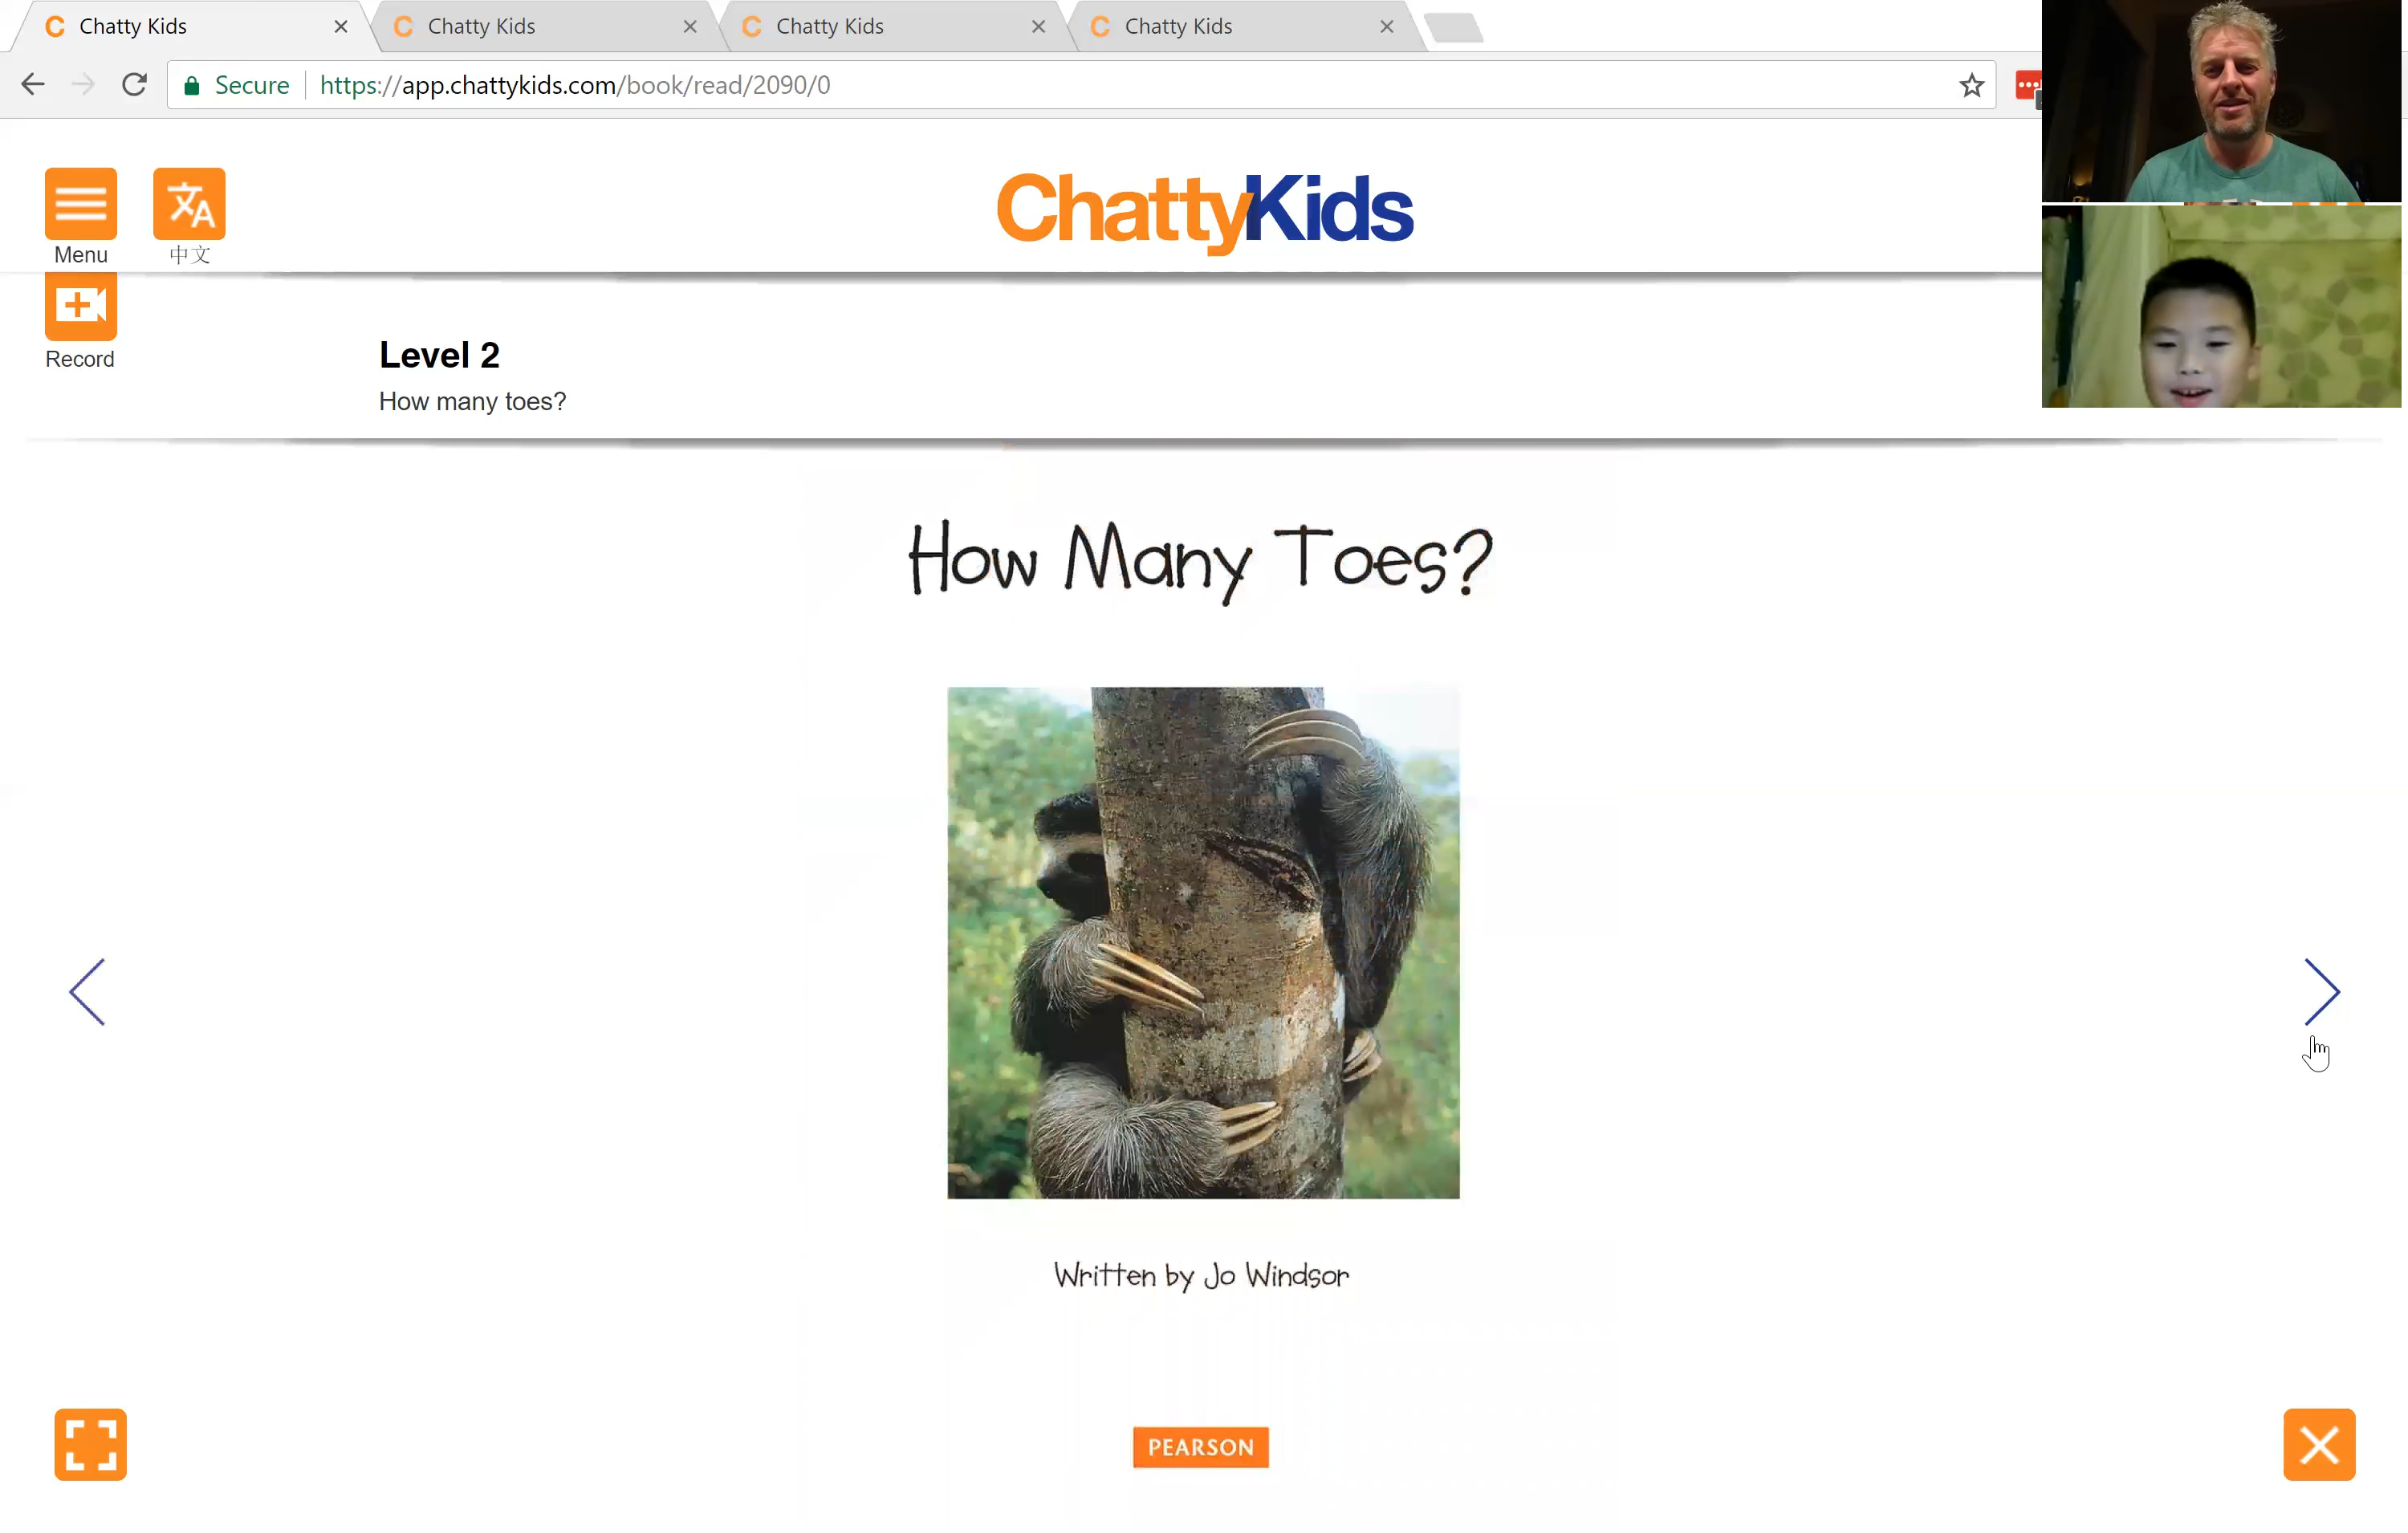 Chatty Kids
Chatty Kids
Chatty Kids
Chatty Kids
Secure
https://app.chattykids.com/book/read/2090/0
Menu
中文
ChattyKids
Record
Level 2
How many toes?
How Many Toes?
Written by Jo Windsor
PEARSON